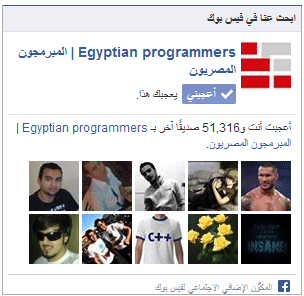 ابحث عنا في فيس بوك
Egyptian programmers | المبرمجون
المصريون
أعجبني يعجبك هذا.
أعجبت أنت و51,316 صديقًا آخر بـ Egyptian programmers |
المبرمجون المصريون.
C++
INSANE
المكوّن الإضافي الاجتماعي لفيس بوك